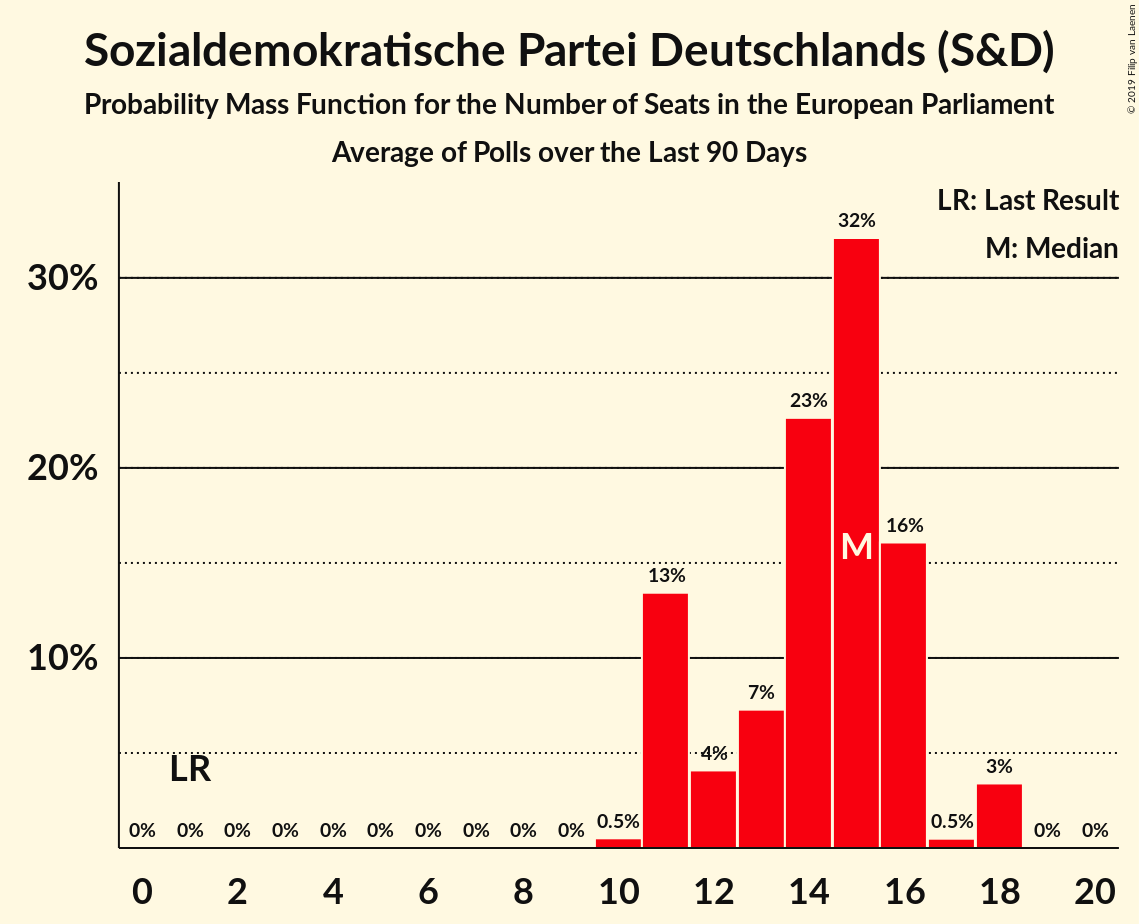 Sozialdemokratische Partei Deutschlands (S&D)
Probability Mass Function for the Number of Seats in the European Parliament
Average of Polls over the Last 90 Days
© 2019 Filip van Laenen
LR: Last Result
M: Median
30%
20%
10%
0% 0% 0% 0% 0% 0% 0% 0% 0% 0% 0.5% 13% 4% 7% 23% 32% 16% 0.5% 3% 0% 0%
LR
M
0 2 4 6 8 10 12 14 16 18 20